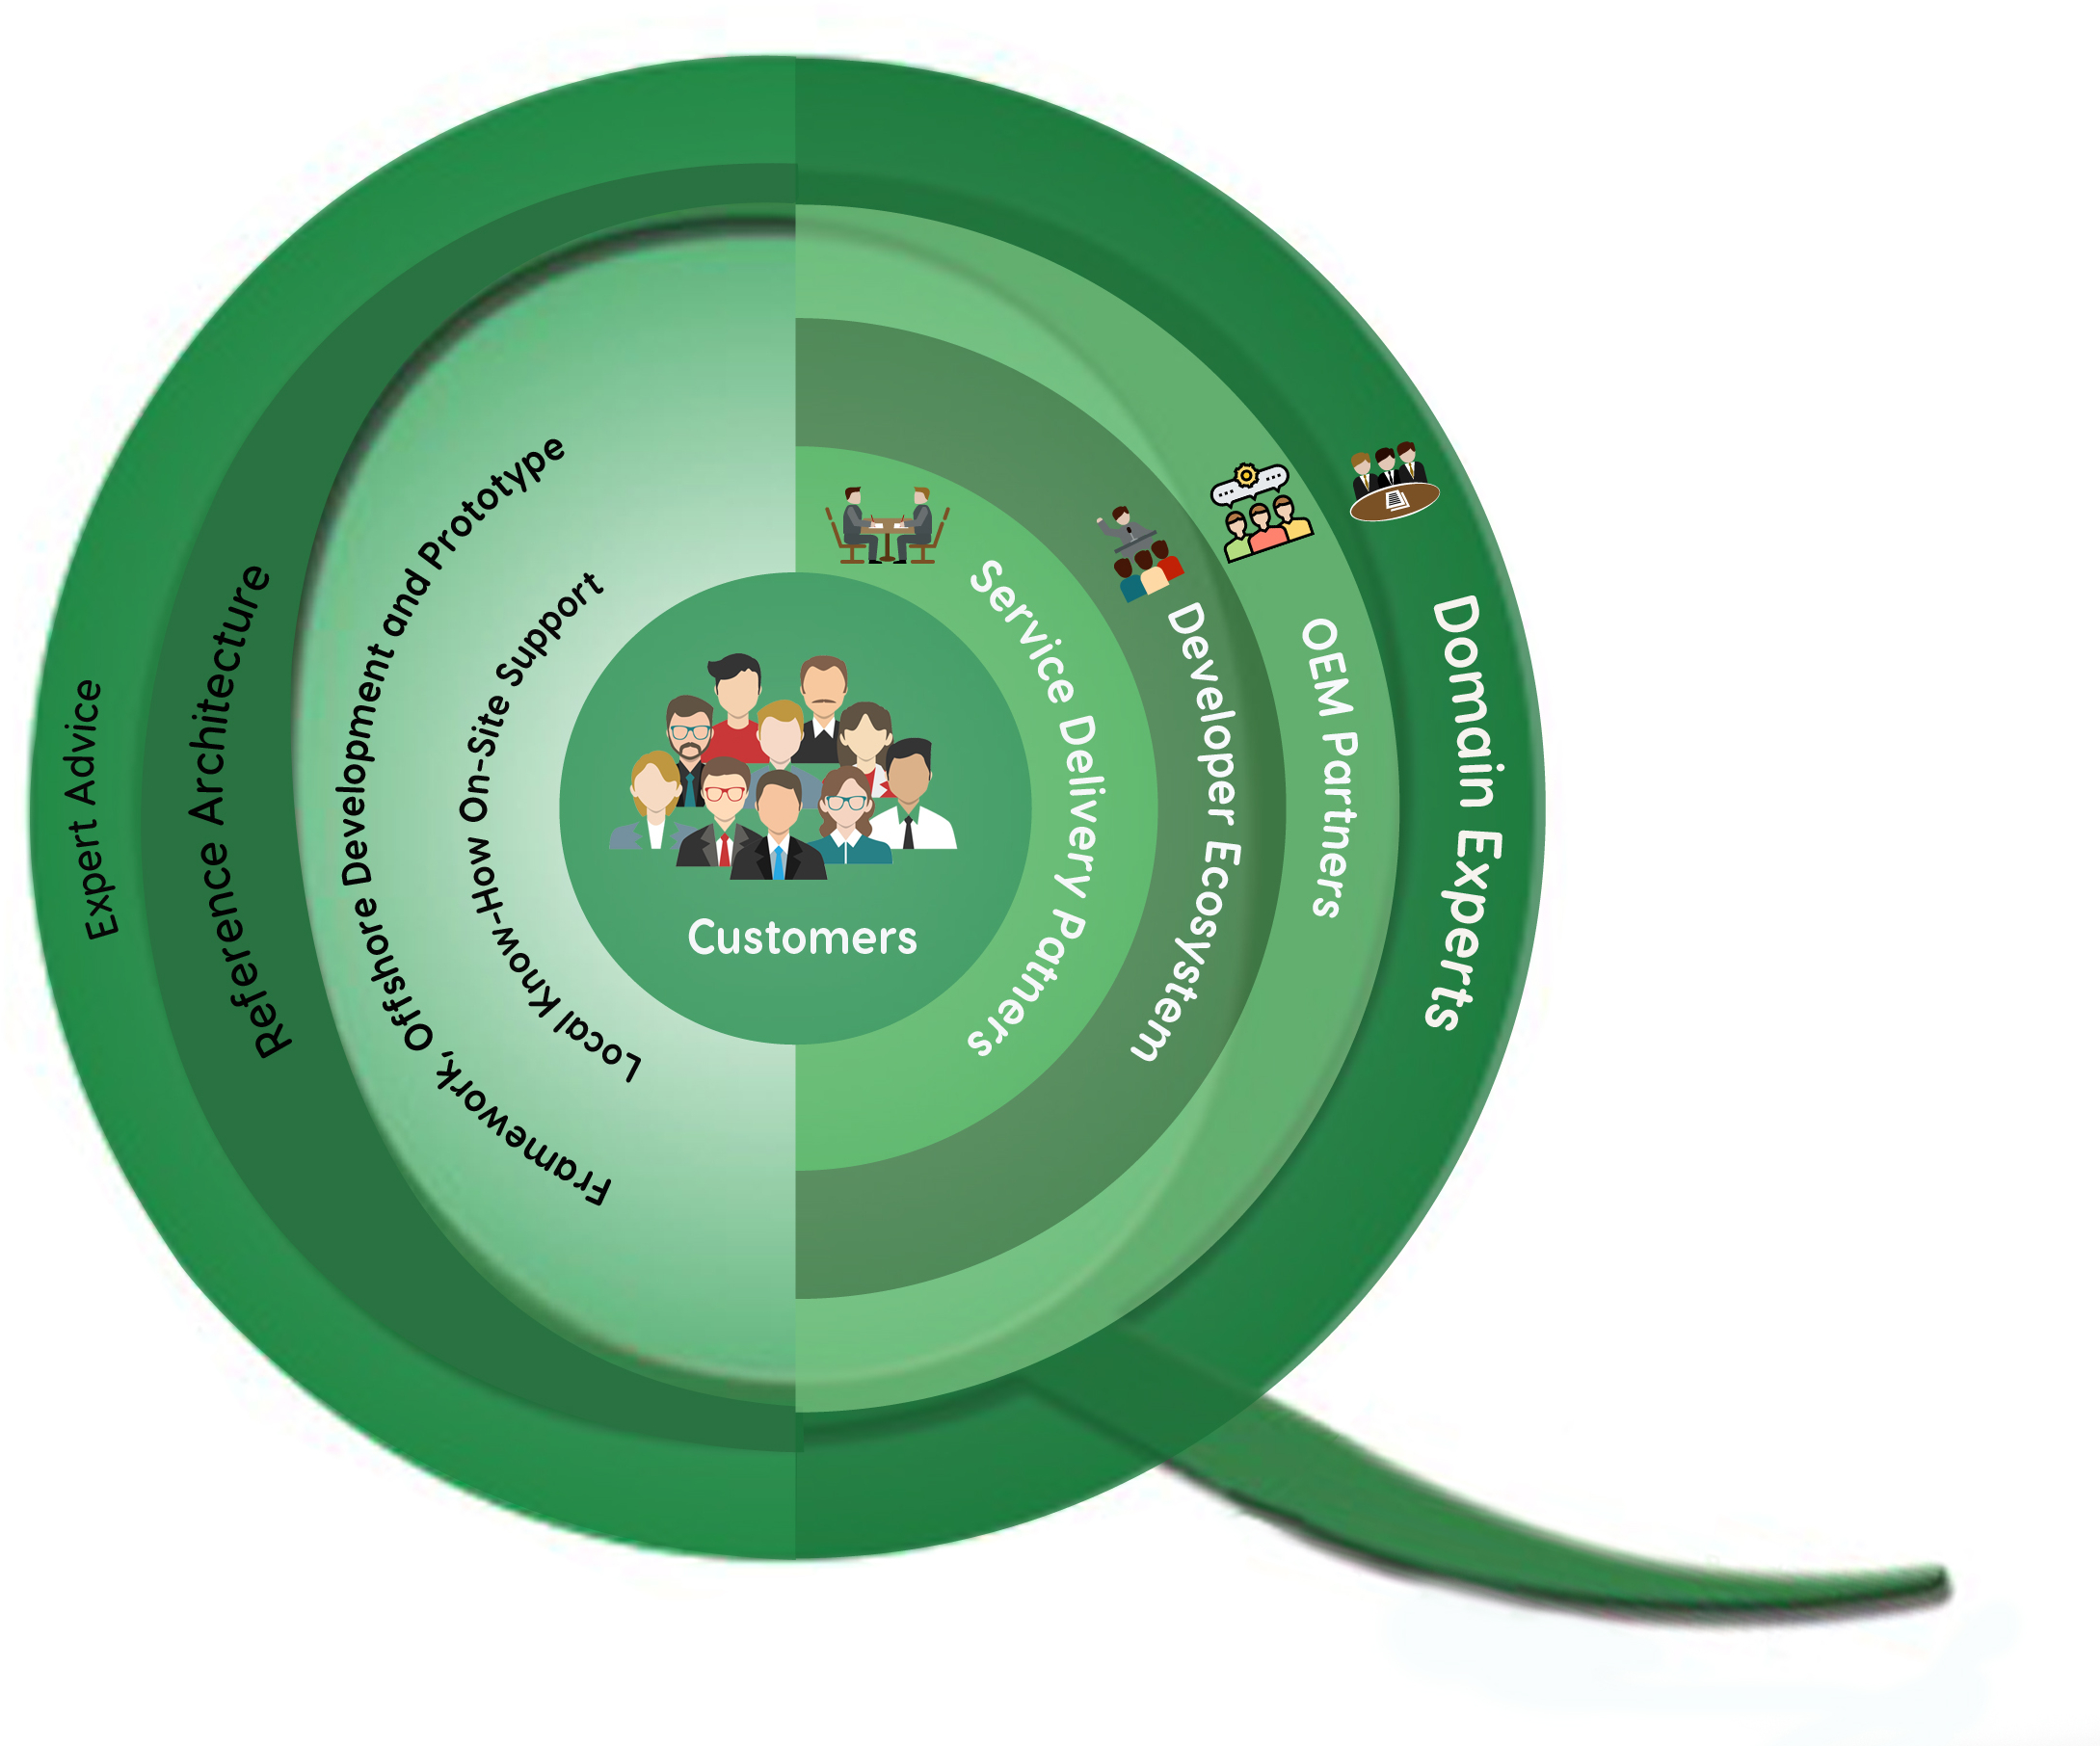 Expert Advice
Reference Architecture
Framework, Offshore Development and Prototype
Local Know-How On-Site Support
Customers
Service Delivery Patners
Developer Ecosystem
OEM Partners
Domain Experts